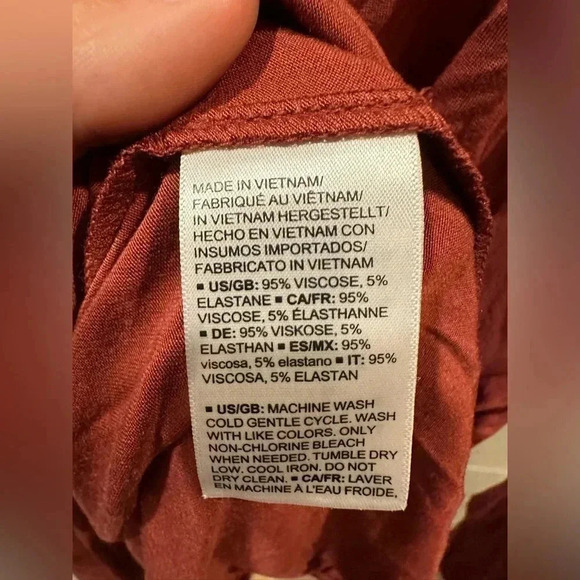 MADE IN VIETNAM/
FABRIQUÉ AU VIÊTNAM/
IN VIETNAM HERGESTELLT/
HECHO EN VIETNAM CON
INSUMOS IMPORTADOS/
FABBRICATO IN VIETNAM
▪ US/GB: 95% VISCOSE, 5%
ELASTANE ▪ CA/FR: 95%
VISCOSE, 5% ÉLASTHANNE
▪ DE: 95% VISKOSE, 5%
ELASTHAN ▪ ES/MX: 95%
viscosa, 5% elastano ▪ IT: 95%
VISCOSA, 5% ELASTAN
▪ US/GB: MACHINE WASH
COLD GENTLE CYCLE. WASH
WITH LIKE COLORS. ONLY
NON-CHLORINE BLEACH
WHEN NEEDED. TUMBLE DRY
LOW. COOL IRON. DO NOT
DRY CLEAN. ▪ CA/FR: LAVER
EN MACHINE À L'EAU FROIDE,